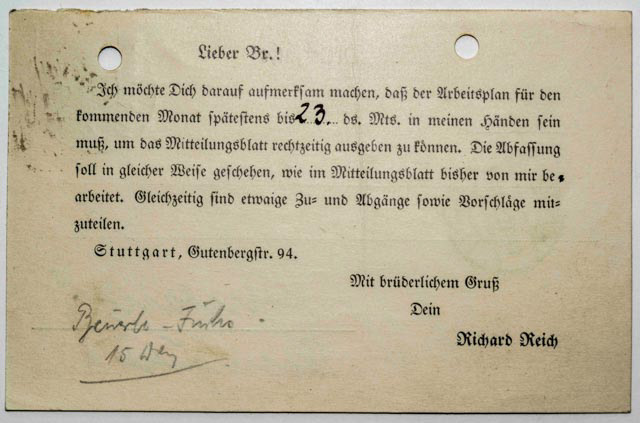 Lieber Br.!
Ich möchte Dich darauf aufmerksam machen, daß der Arbeitsplan für den
kommenden Monat spätestens bis 23. ds. Mts. in meinen Händen sein
muß, um das Mitteilungsblatt rechtzeitig ausgeben zu können. Die Abfassung
soll in gleicher Weise geschehen, wie im Mitteilungsblatt bisher von mir be-
arbeitet. Gleichzeitig sind etwaige Zu- und Abgänge sowie Vorschläge mit-
zuteilen.
Stuttgart, Gutenbergstr. 94.
Mit brüderlichem Gruß
Dein
Richard Reich
15